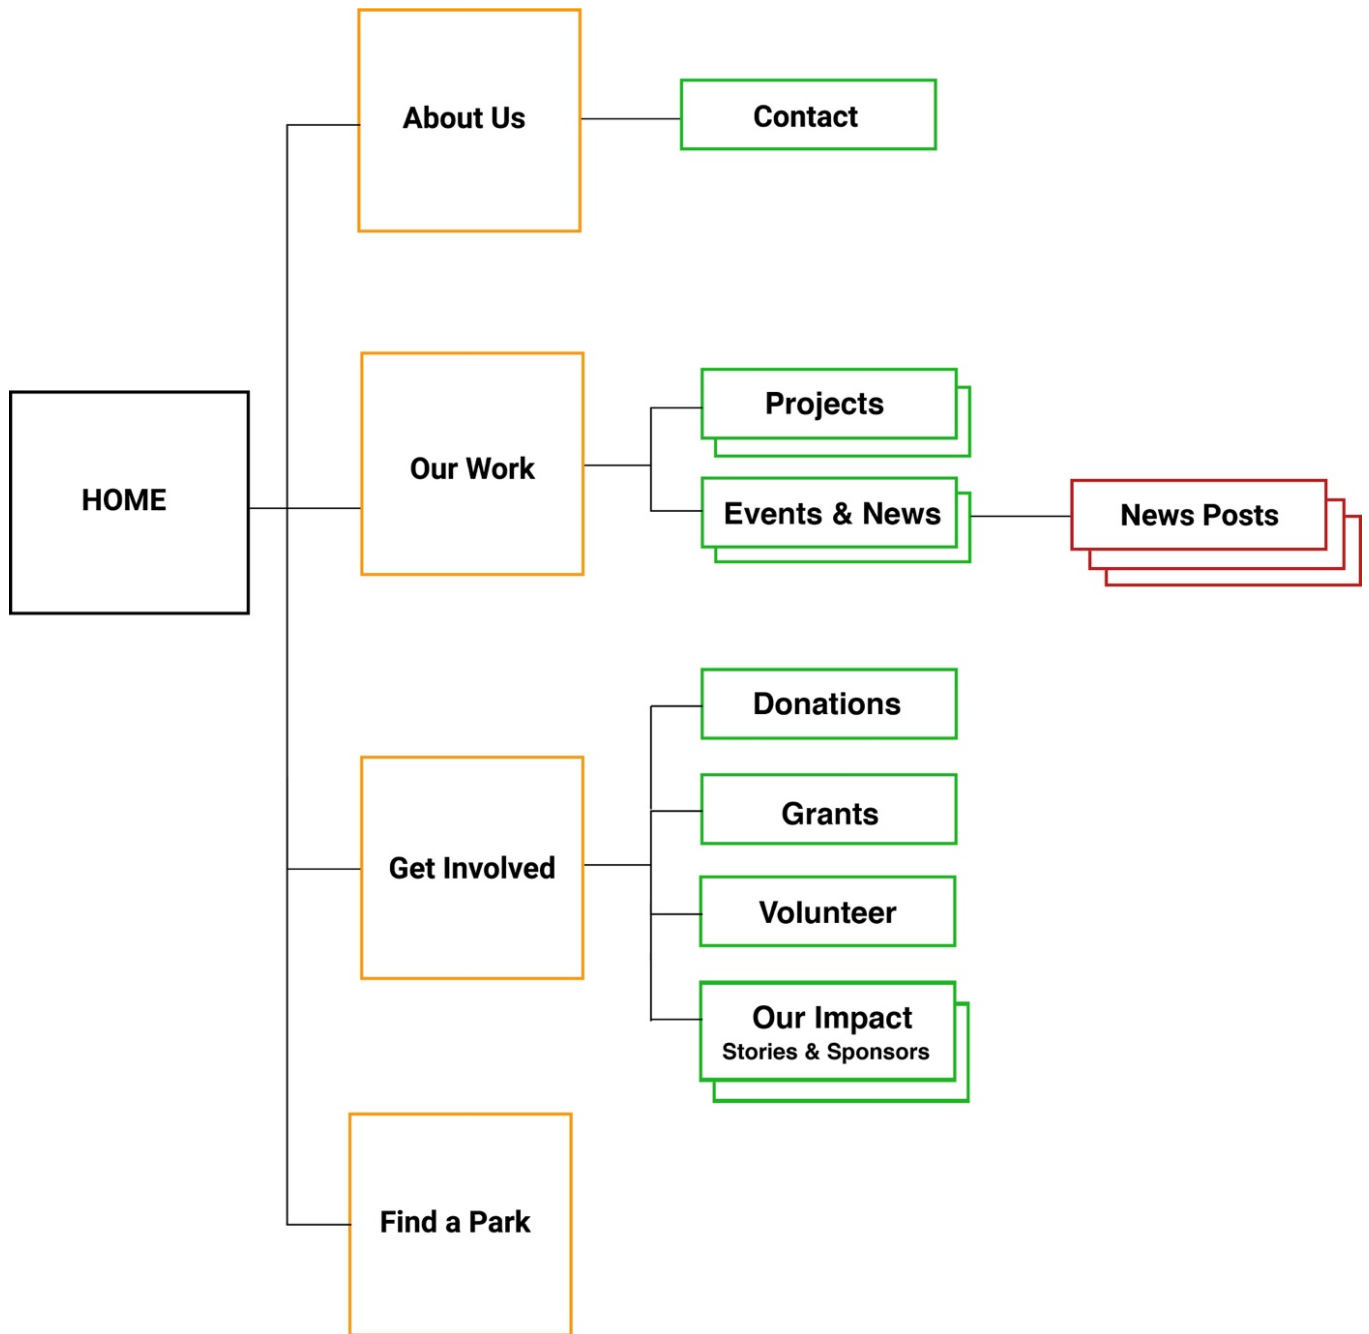 About Us
Contact
HOME
Our Work
Projects
Events & News
News Posts
Get Involved
Donations
Grants
Volunteer
Our Impact
Stories & Sponsors
Find a Park